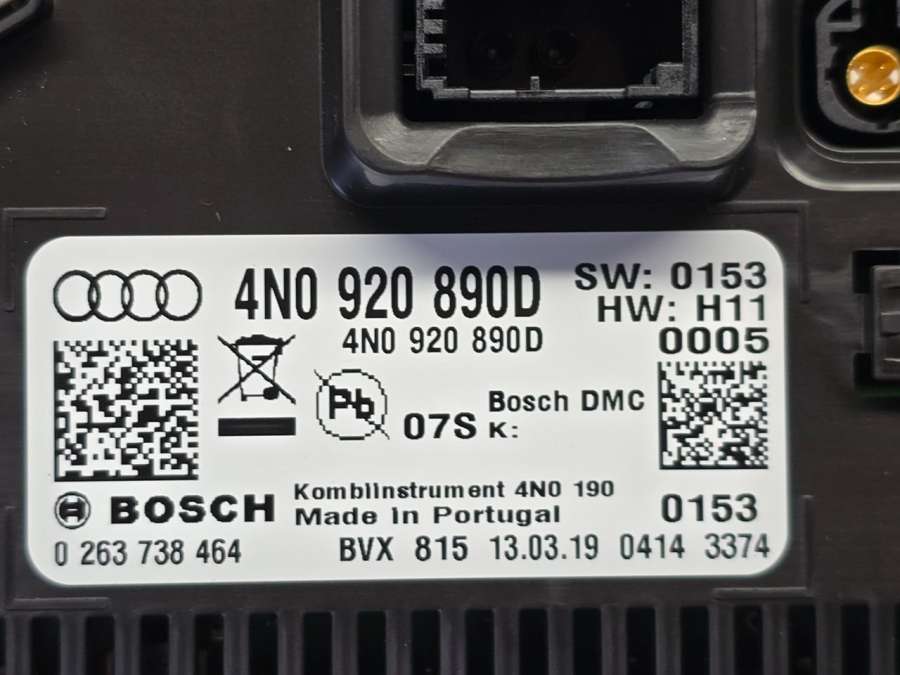 4N0 920 890D
SW: 0153
HW: H11
4N0 920 890D
0005
Pb
07S
Bosch DMC
K:
BOSCH
Kombiinstrument 4N0 190
Made in Portugal
0153
0 263 738 464
BVX 815 13.03.19 0414 3374